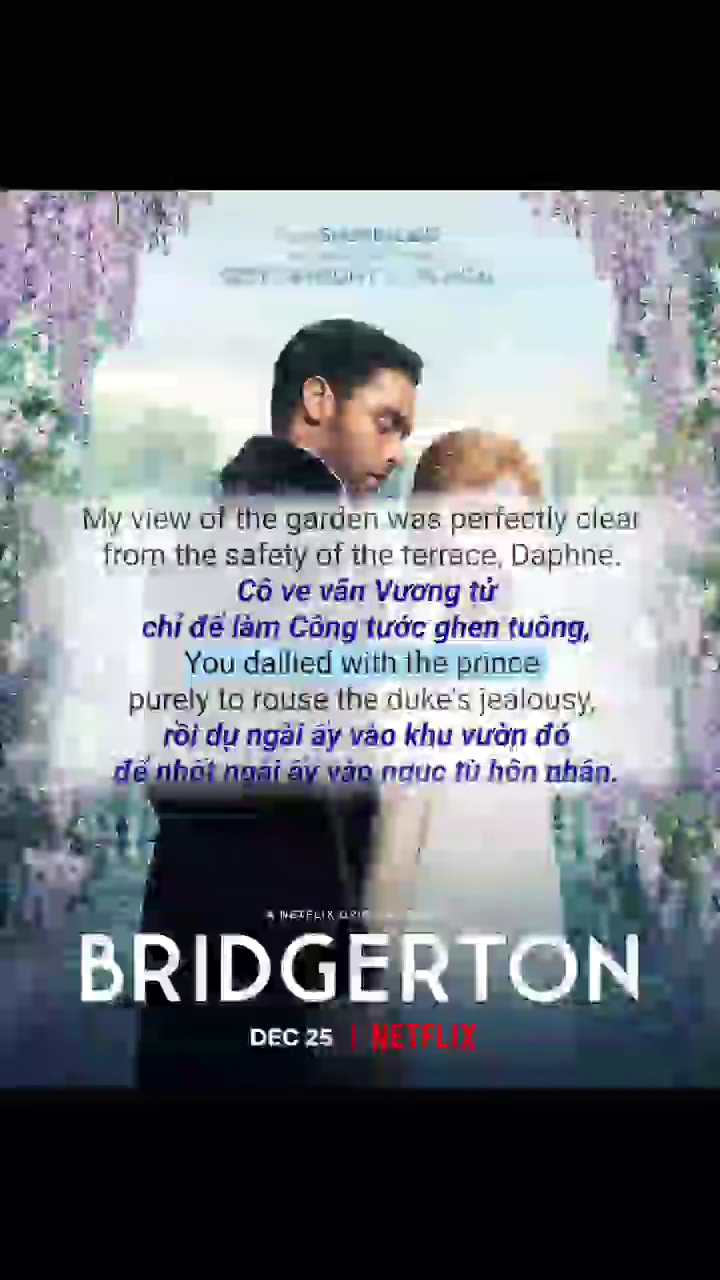 My view of the garden was perfectly clear
from the safety of the terrace, Daphne.
Cô ve vãn Vương tử
chỉ để làm Công tước ghen tuông,
You dallied with the prince
purely to rouse the duke's jealousy,
rồi dụ ngài ấy vào khu vườn đó
để nhốt ngài ấy vào ngục tù hôn nhân.
A NETFLIX
BRIDGERTON
DEC 25 | NETFLIX